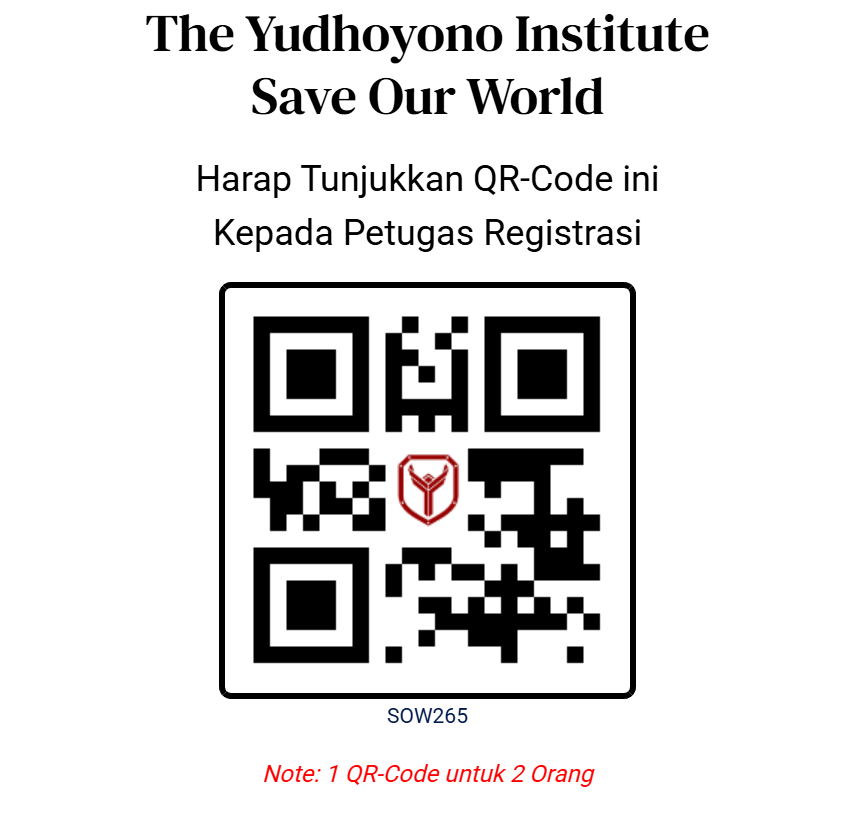 The Yudhoyono Institute
Save Our World
Harap Tunjukkan QR-Code ini
Kepada Petugas Registrasi
SOW265
Note: 1 QR-Code untuk 2 Orang